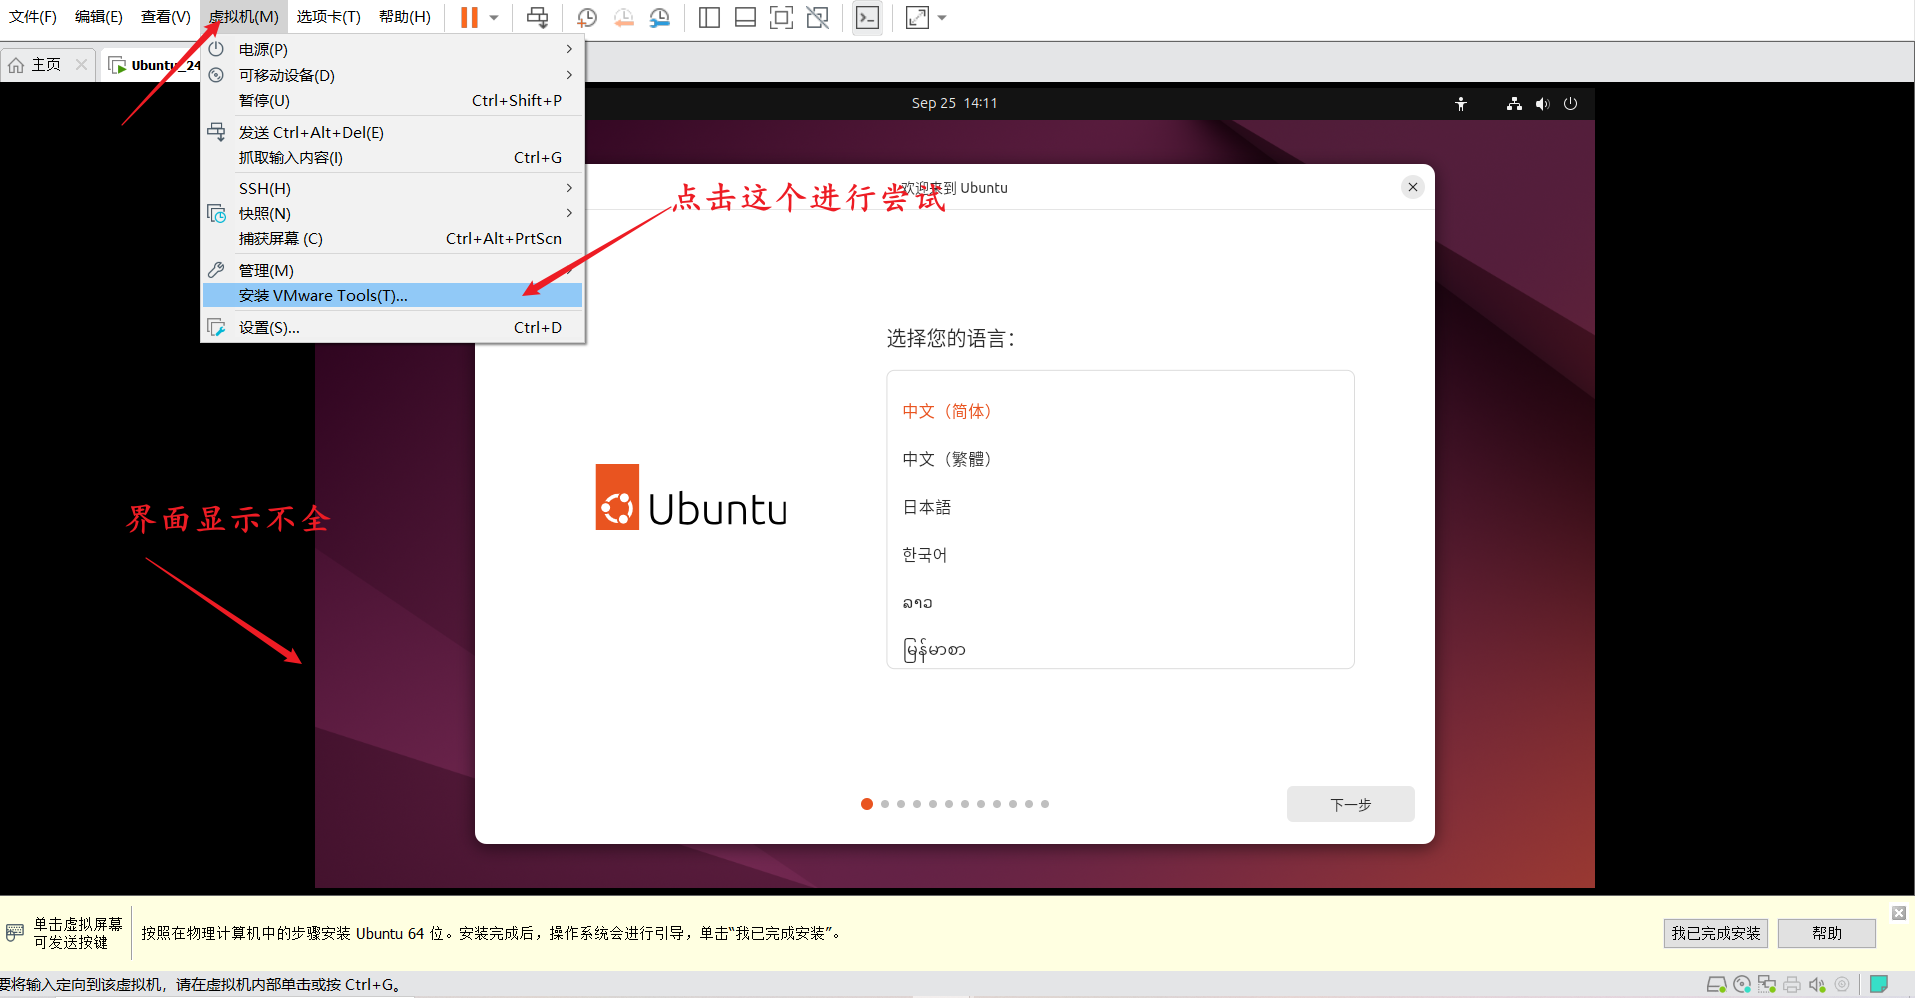 文件(F) 编辑(E) 查看(V) 虚拟机(M) 选项卡(T) 帮助(H)
主页
Ubuntu_24
电源(P)
可移动设备(D)
暂停(U) Ctrl+Shift+P
发送 Ctrl+Alt+Del(E)
抓取输入内容(I) Ctrl+G
SSH(H)
快照(N)
捕获屏幕 (C) Ctrl+Alt+PrtScn
管理(M)
安装 VMware Tools(T)...
设置(S)... Ctrl+D
Sep 25 14:11
欢迎来到 Ubuntu
点击这个进行尝试
选择您的语言：
中文（简体）
中文（繁體）
日本語
한국어
ລາວ
မြန်မာစာ
Ubuntu
界面显示不全
下一步
单击虚拟屏幕
可发送按键
按照在物理计算机中的步骤安装 Ubuntu 64 位。安装完成后，操作系统会进行引导，单击“我已完成安装”。
我已完成安装
帮助
要将输入定向到该虚拟机，请在虚拟机内部单击或按 Ctrl+G。